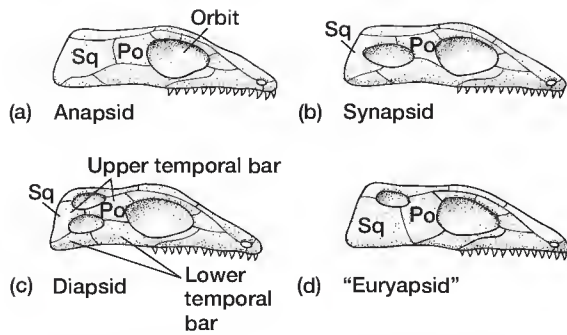 Orbit
Sq
Po
(a) Anapsid
Sq
Po
(b) Synapsid
Upper temporal bar
Sq
Po
(c) Diapsid
Lower
temporal
bar
Sq
Po
(d) "Euryapsid"